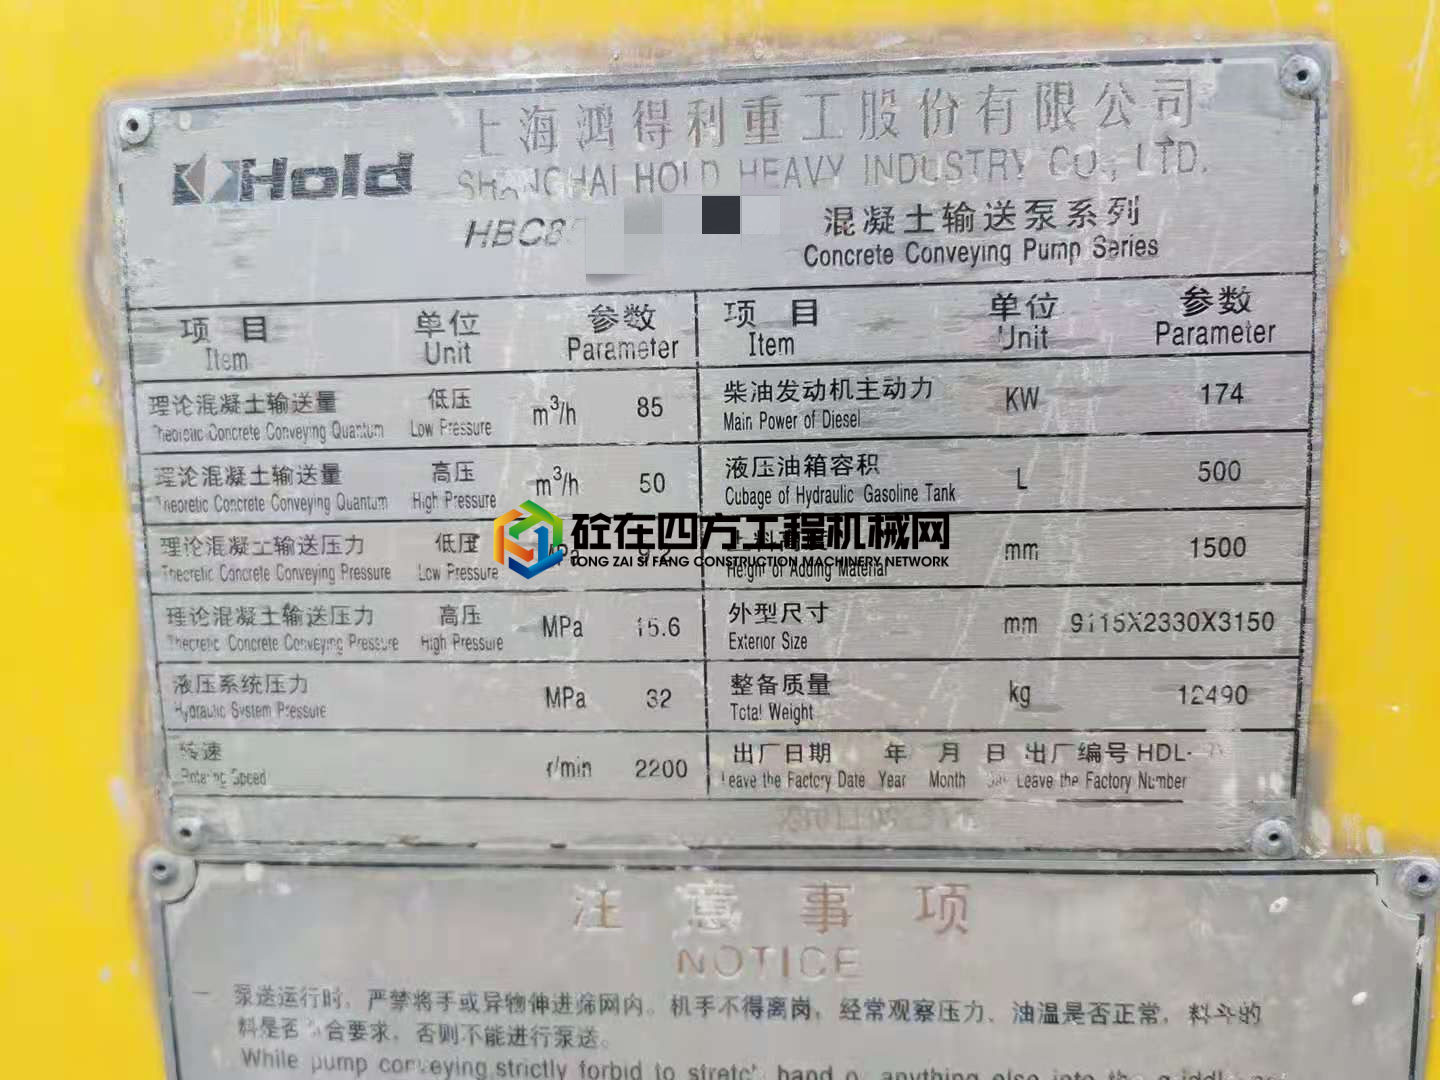 Hold
上海鸿得利重工股份有限公司
SHANGHAI HOLD HEAVY INDUSTRY CO., LTD.
HBC85
混凝土输送泵系列
Concrete Conveying Pump Series
项目 单位 参数 项目 单位 参数
Item Unit Parameter Item Unit Parameter
理论混凝土输送量 低压 m³/h 85 柴油发动机主动力 KW 174
Theoretic Concrete Conveying Quantum Low Pressure Main Power of Diesel
理论混凝土输送量 高压 m³/h 50 液压油箱容积 L 500
Theoretic Concrete Conveying Quantum High Pressure Cubage of Hydraulic Gasoline Tank
理论混凝土输送压力 低压 MPa mm 1500
Theoretic Concrete Conveying Pressure Low Pressure Height of Adding Material
砼在四方工程机械网
TONG ZAI SI FANG CONSTRUCTION MACHINERY NETWORK
理论混凝土输送压力 高压 MPa 15.6 外型尺寸 mm 9115X2330X3150
Theoretic Concrete Conveying Pressure High Pressure Exterior Size
液压系统压力 MPa 32 整备质量 kg 12490
Hydraulic System Pressure Total Weight
转速 r/min 2200 出厂日期 年 月 日 出厂编号 HDL-
Rotating Speed Leave the Factory Date Year Month Leave the Factory Number
注意事项
NOTICE
一 泵送运行时，严禁将手或异物伸进筛网内。机手不得离岗，经常观察压力、油温是否正常，料斗的
料是否合要求，否则不能进行泵送。
While pump conveying, strictly forbid to stretch hand or anything else into the